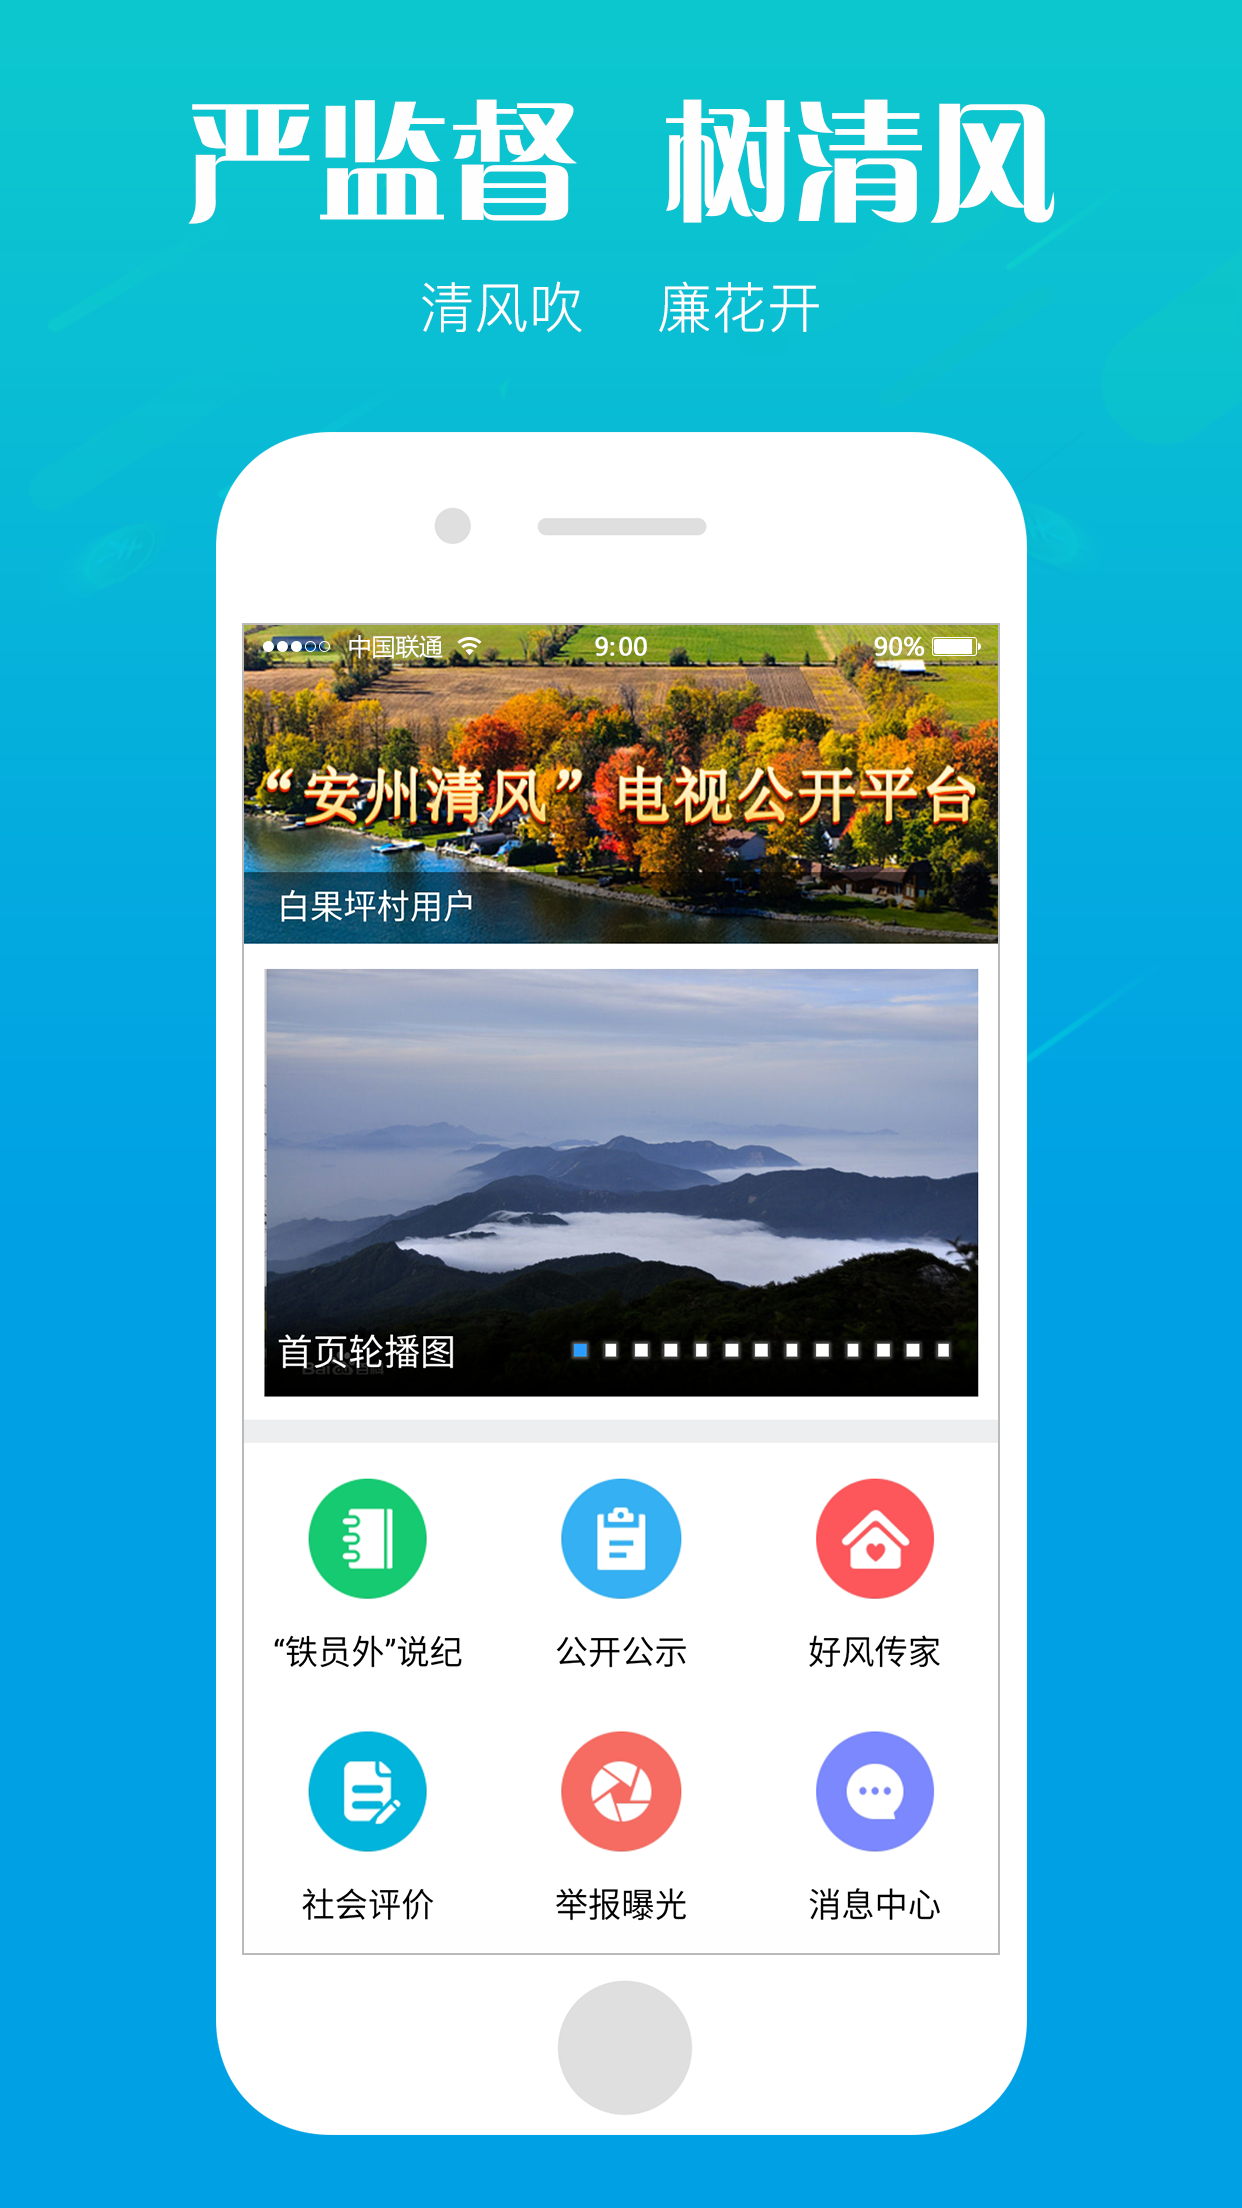 严监督 树清风
清风吹 廉花开
中国联通 9:00 90%
“安州清风”电视公开平台
白果坪村用户
首页轮播图
“铁员外”说纪 公开公示 好风传家
社会评价 举报曝光 消息中心